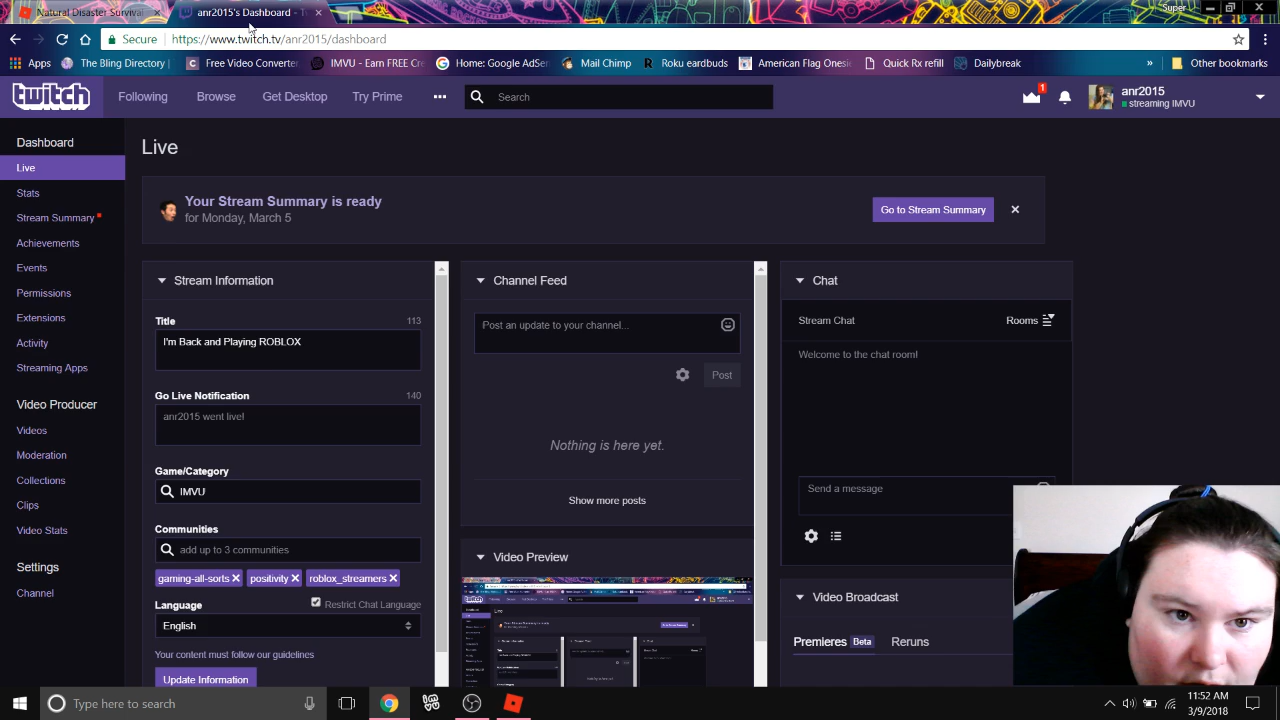 Natural Disaster Survival
anr2015's Dashboard -
Super
Secure
https://www.twitch.tv/anr2015/dashboard
Apps
The Bling Directory |
Free Video Converter
IMVU - Earn FREE Cre
Home: Google AdSen
Mail Chimp
Roku eardbuds
American Flag Onesie
Quick Rx refill
Dailybreak
»
Other bookmarks
twitch
Following
Browse
Get Desktop
Try Prime
Search
1
anr2015
streaming IMVU
Dashboard
Live
Stats
Stream Summary
Achievements
Events
Permissions
Extensions
Activity
Streaming Apps
Video Producer
Videos
Moderation
Collections
Clips
Video Stats
Settings
Channel
Live
Your Stream Summary is ready
for Monday, March 5
Go to Stream Summary
Stream Information
Title
113
I'm Back and Playing ROBLOX
Go Live Notification
140
anr2015 went live!
Game/Category
IMVU
Communities
add up to 3 communities
gaming-all-sorts
positivity
roblox_streamers
Language
Restrict Chat Language
English
Your content must follow our guidelines
Update Information
Channel Feed
Post an update to your channel...
Post
Nothing is here yet.
Show more posts
Video Preview
Chat
Stream Chat
Rooms
Welcome to the chat room!
Send a message
Video Broadcast
Premieres Beta
Reruns
Type here to search
11:52 AM
3/9/2018